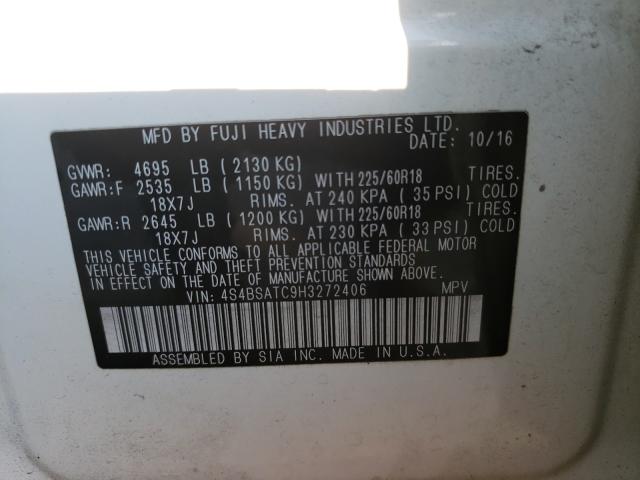 MFD BY FUJI HEAVY INDUSTRIES LTD.
DATE: 10/16
GVWR: 4695 LB (2130 KG)
GAWR:F 2535 LB (1150 KG) WITH 225/60R18 TIRES.
18X7J RIMS. AT 240 KPA ( 35 PSI) COLD
GAWR:R 2645 LB (1200 KG) WITH 225/60R18 TIRES.
18X7J RIMS. AT 230 KPA ( 33 PSI) COLD
THIS VEHICLE CONFORMS TO ALL APPLICABLE FEDERAL MOTOR
VEHICLE SAFETY AND THEFT PREVENTION STANDARDS
IN EFFECT ON THE DATE OF MANUFACTURE SHOWN ABOVE.
VIN: 4S4BSATC9H3272406 MPV
ASSEMBLED BY SIA INC. MADE IN U.S.A.